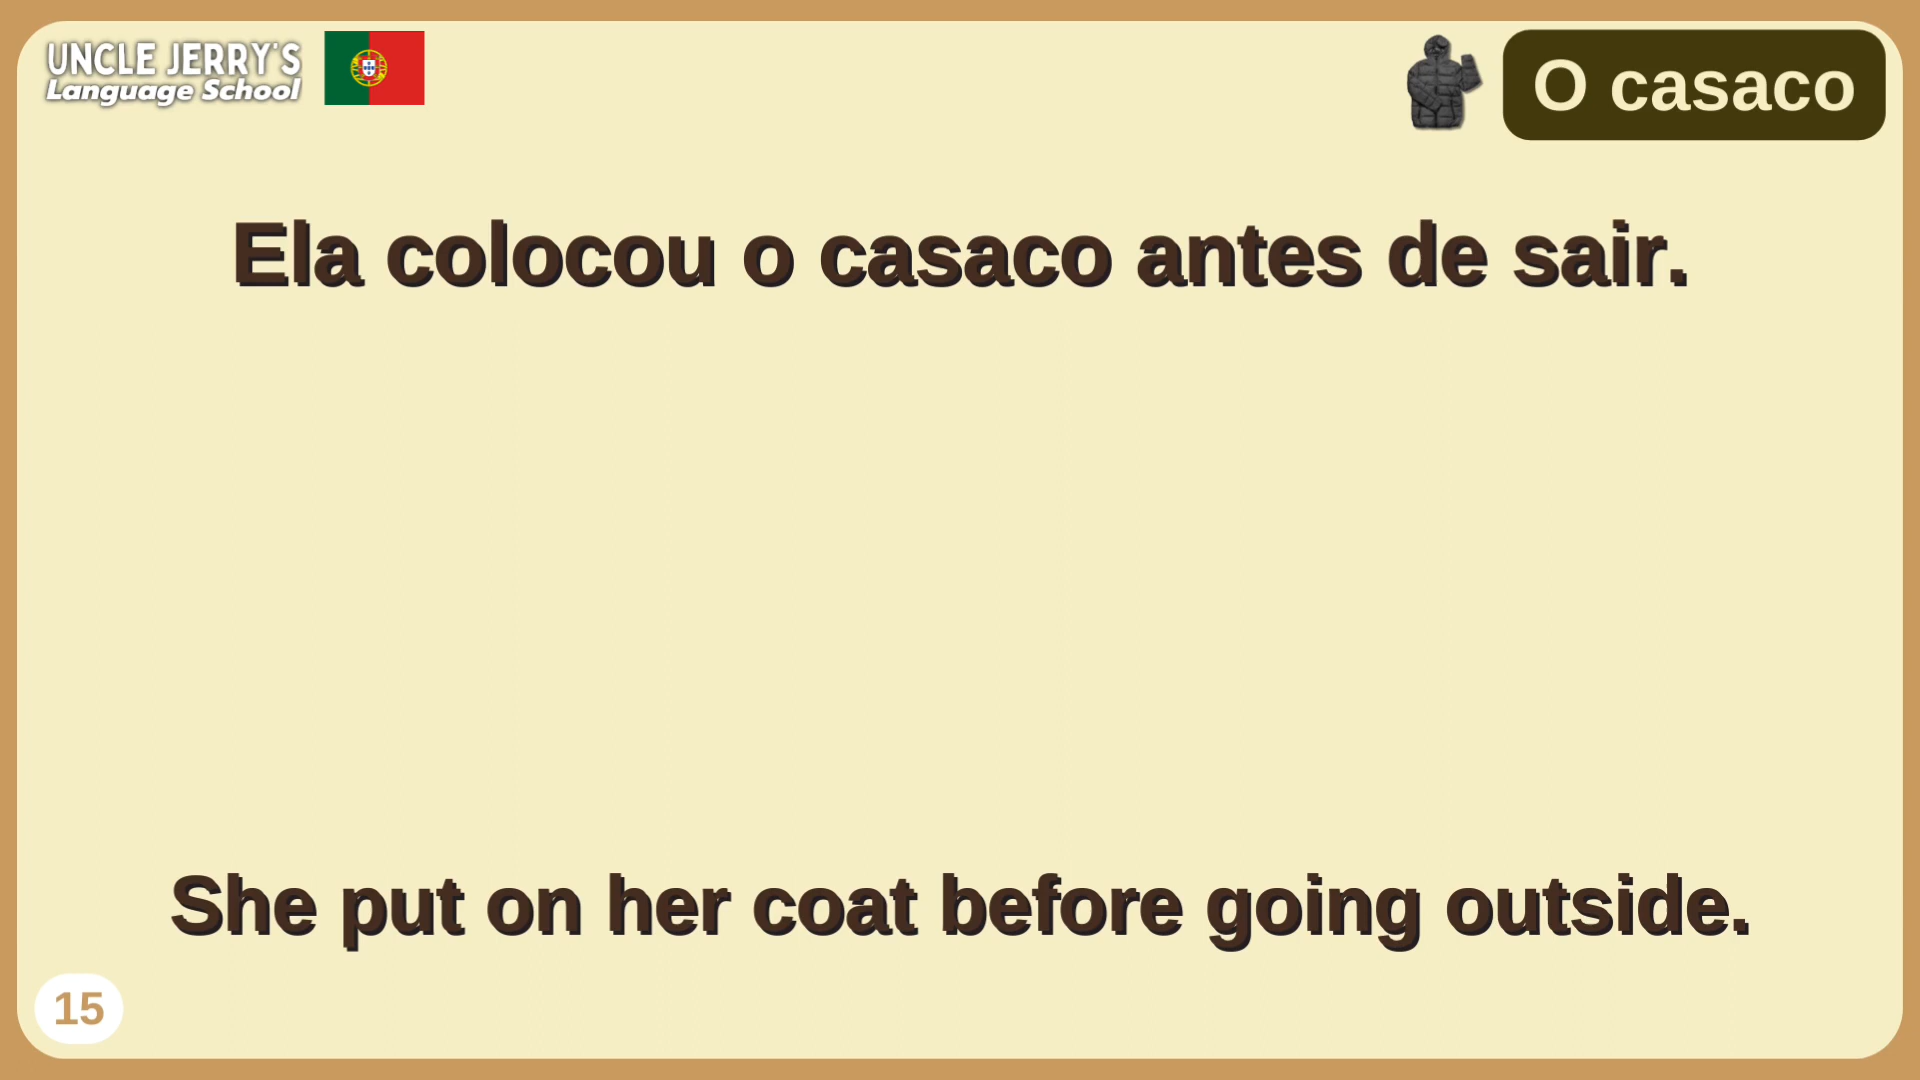 UNCLE JERRY'S
Language School
O casaco
Ela colocou o casaco antes de sair.
She put on her coat before going outside.
15